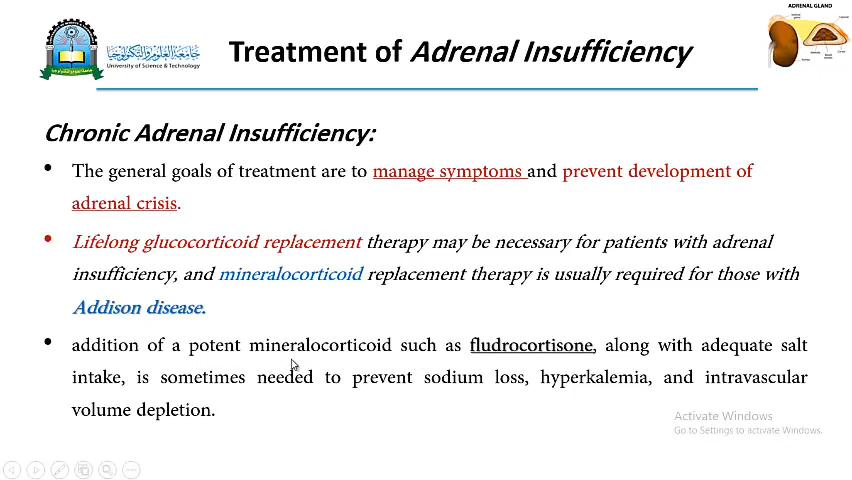 ADRENAL GLAND
جامعة العلوم والتكنولوجيا
University of Science & Technology
Treatment of Adrenal Insufficiency
Chronic Adrenal Insufficiency:
• The general goals of treatment are to manage symptoms and prevent development of
adrenal crisis.
• Lifelong glucocorticoid replacement therapy may be necessary for patients with adrenal
insufficiency, and mineralocorticoid replacement therapy is usually required for those with
Addison disease.
• addition of a potent mineralocorticoid such as fludrocortisone, along with adequate salt
intake, is sometimes needed to prevent sodium loss, hyperkalemia, and intravascular
volume depletion.
Activate Windows
Go to Settings to activate Windows.